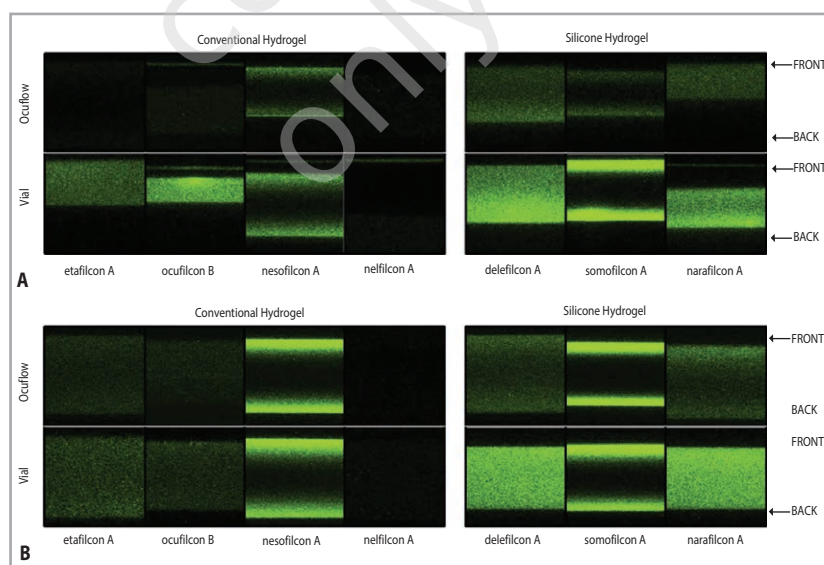 Conventional Hydrogel
Silicone Hydrogel
Ocuflow
FRONT
BACK
Vial
FRONT
BACK
A
etafilcon A
ocufilcon B
nesofilcon A
nelfilcon A
delefilcon A
somofilcon A
narafilcon A
Conventional Hydrogel
Silicone Hydrogel
Ocuflow
FRONT
BACK
Vial
FRONT
BACK
B
etafilcon A
ocufilcon B
nesofilcon A
nelfilcon A
delefilcon A
somofilcon A
narafilcon A
only